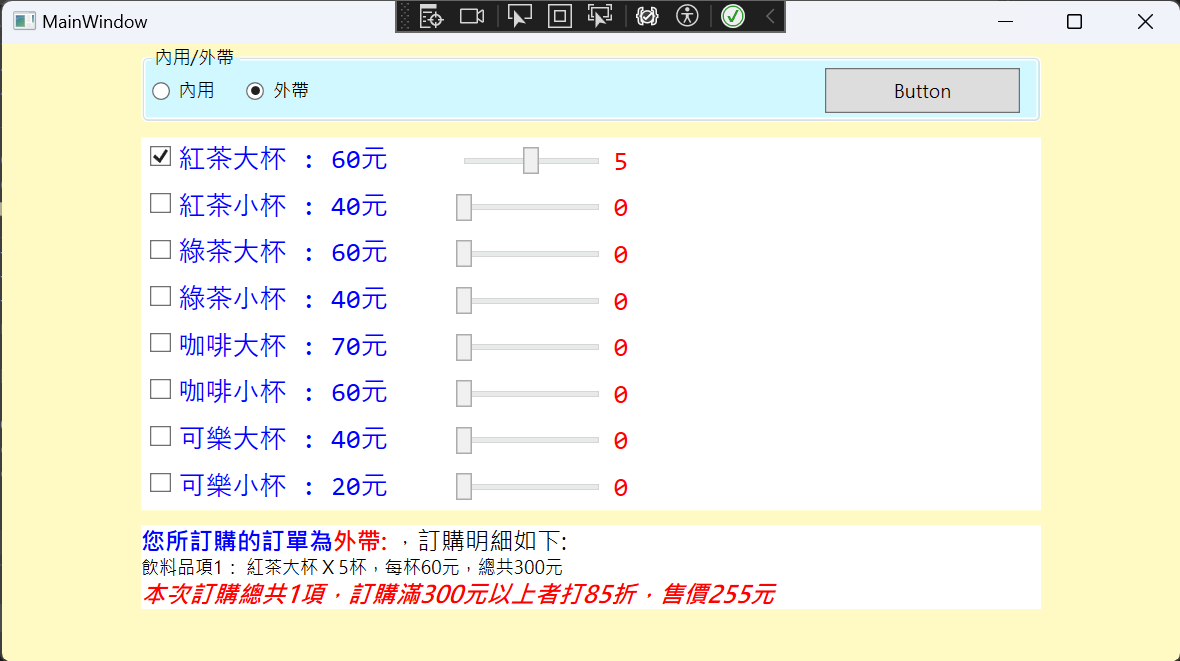 MainWindow
內用/外帶
內用 外帶 Button
紅茶大杯 : 60元 5
紅茶小杯 : 40元 0
綠茶大杯 : 60元 0
綠茶小杯 : 40元 0
咖啡大杯 : 70元 0
咖啡小杯 : 60元 0
可樂大杯 : 40元 0
可樂小杯 : 20元 0
您所訂購的訂單為外帶: ，訂購明細如下:
飲料品項1： 紅茶大杯 X 5杯，每杯60元，總共300元
本次訂購總共1項，訂購滿300元以上者打85折，售價255元